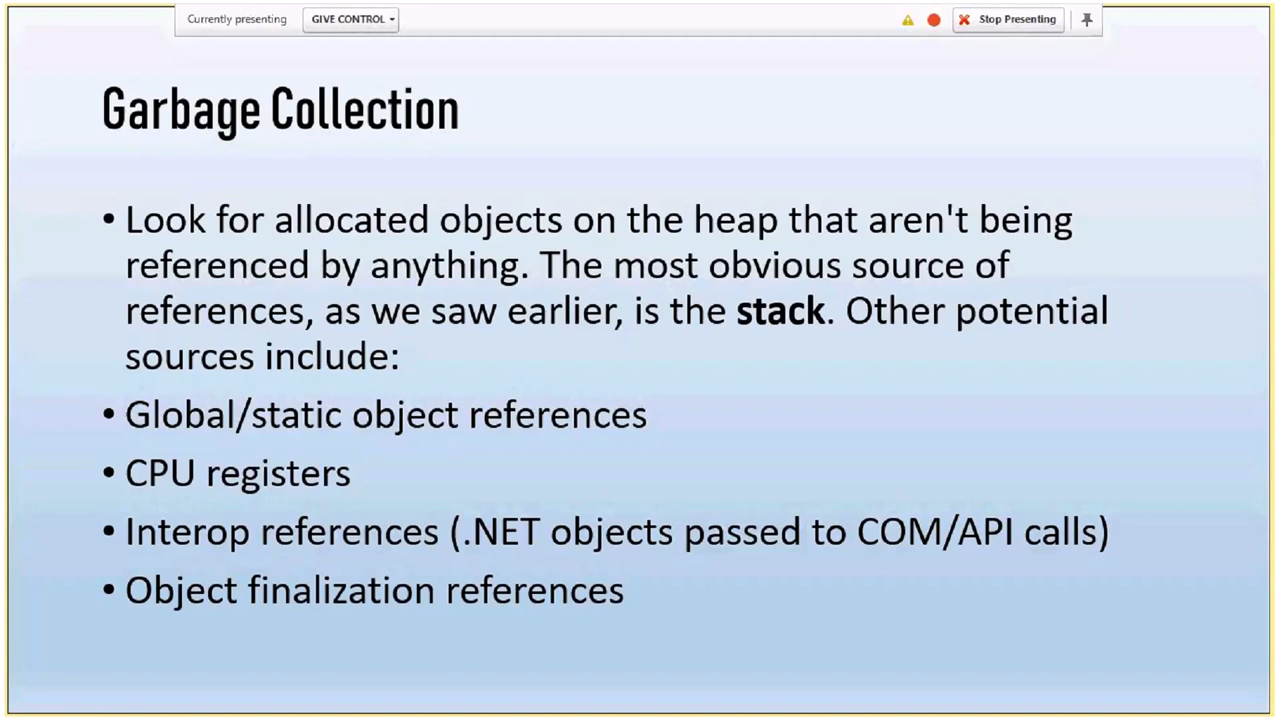 Currently presenting GIVE CONTROL Stop Presenting
Garbage Collection
• Look for allocated objects on the heap that aren't being
referenced by anything. The most obvious source of
references, as we saw earlier, is the stack. Other potential
sources include:
• Global/static object references
• CPU registers
• Interop references (.NET objects passed to COM/API calls)
• Object finalization references